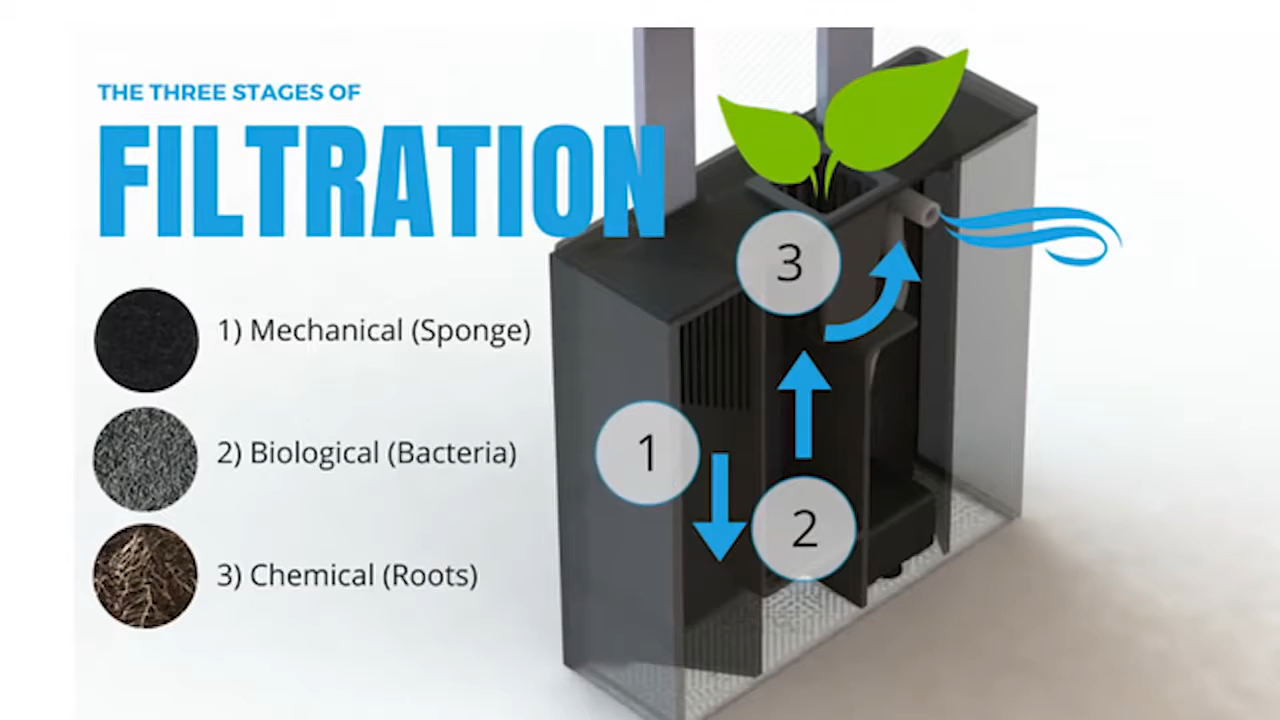 THE THREE STAGES OF
FILTRATION
1) Mechanical (Sponge)
2) Biological (Bacteria)
3) Chemical (Roots)
3
1
2